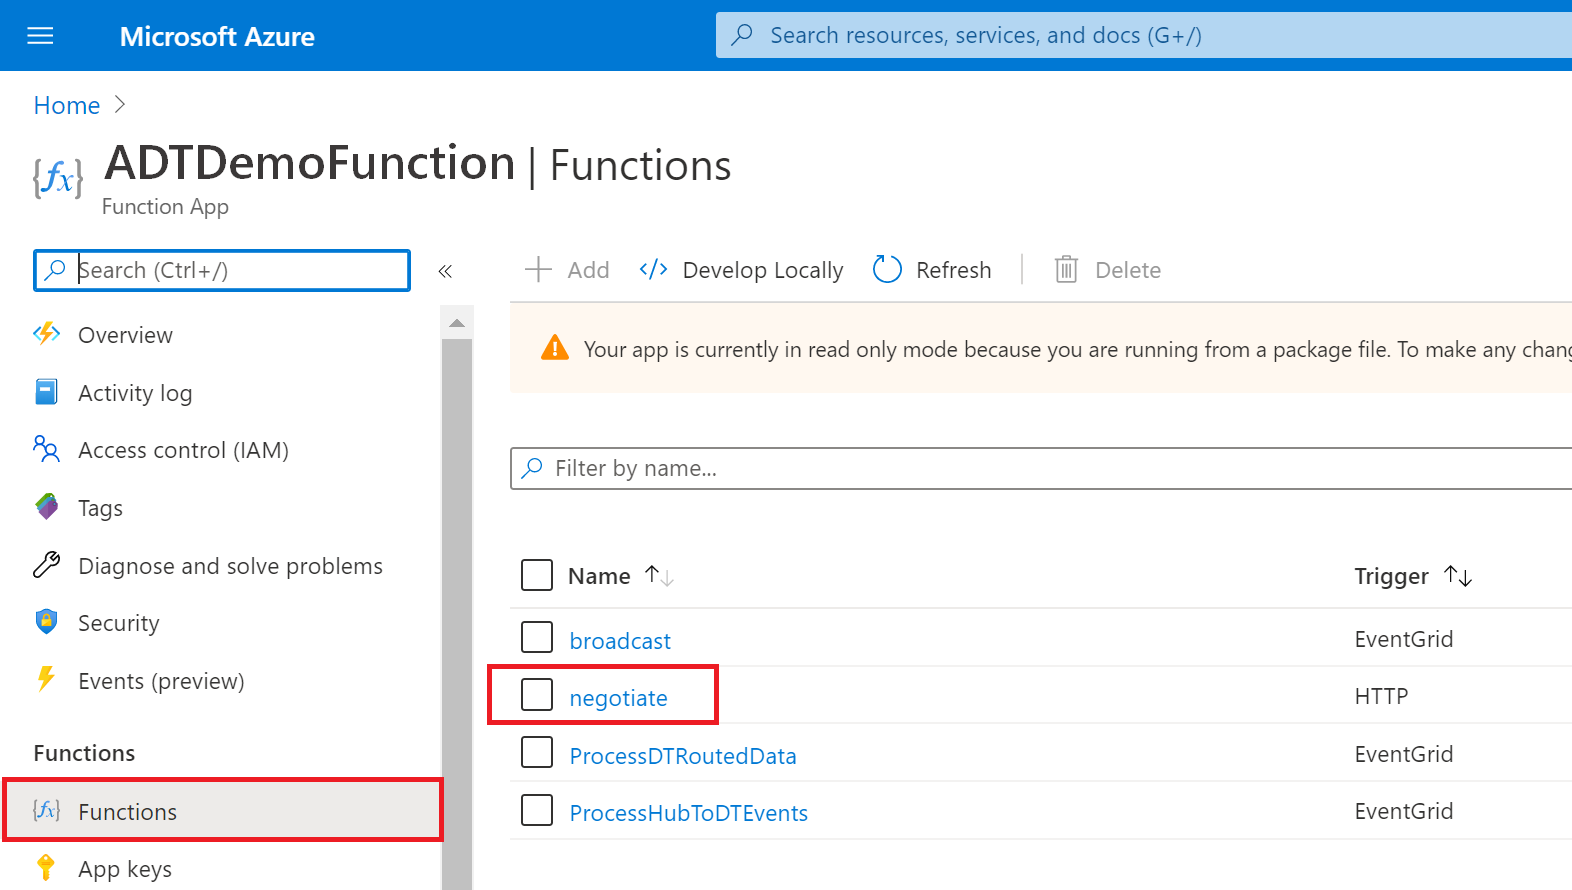 Microsoft Azure
Search resources, services, and docs (G+/)
Home
{fx}
ADTDemoFunction | Functions
Function App
Search (Ctrl+/)
«
Add
</> Develop Locally
Refresh
Delete
Overview
Activity log
Access control (IAM)
Tags
Diagnose and solve problems
Security
Events (preview)
Functions
{fx} Functions
App keys
Your app is currently in read only mode because you are running from a package file. To make any chang
Filter by name...
Name ↑↓ Trigger ↑↓
broadcast EventGrid
negotiate HTTP
ProcessDTRoutedData EventGrid
ProcessHubToDTEvents EventGrid